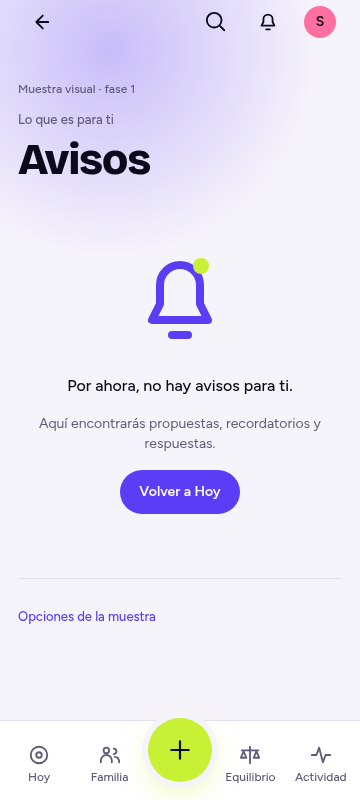 S
Muestra visual · fase 1
Lo que es para ti
Avisos
Por ahora, no hay avisos para ti.
Aquí encontrarás propuestas, recordatorios y
respuestas.
Volver a Hoy
Opciones de la muestra
Hoy
Familia
Equilibrio
Actividad